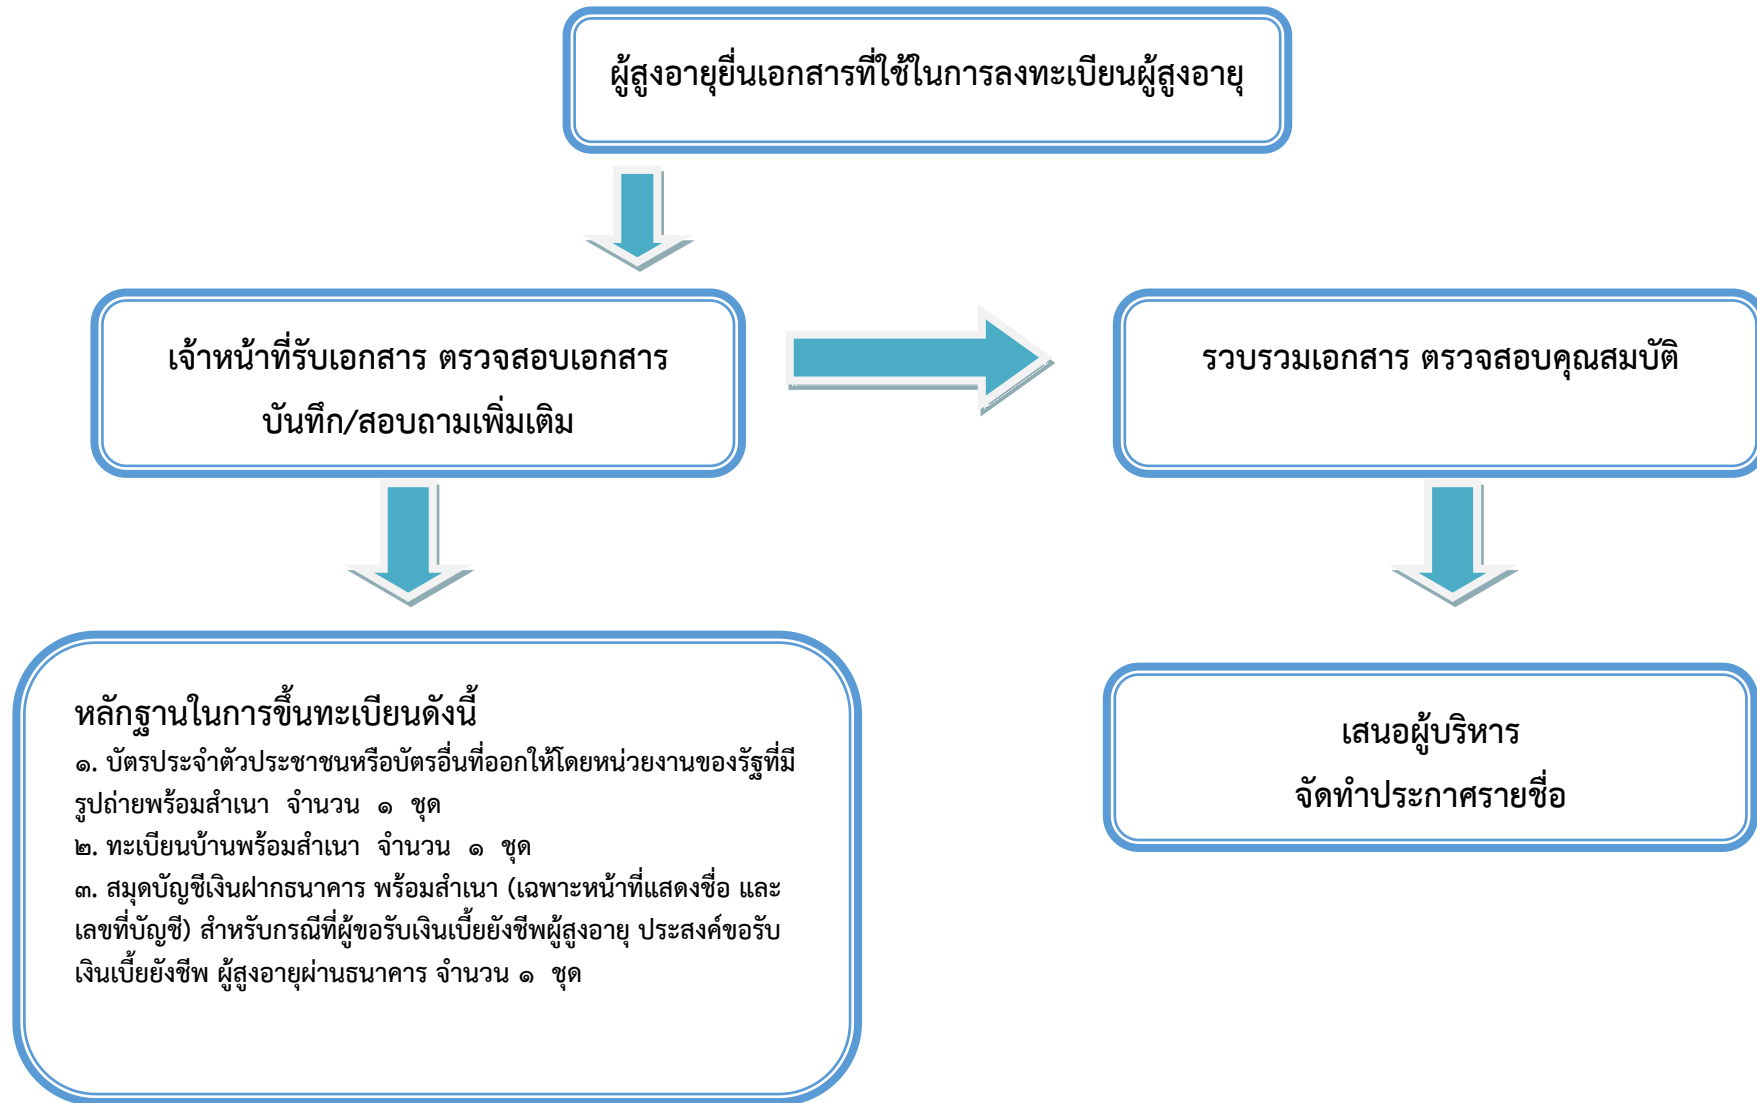 ผู้สูงอายุยื่นเอกสารที่ใช้ในการลงทะเบียนผู้สูงอายุ
เจ้าหน้าที่รับเอกสาร ตรวจสอบเอกสาร
บันทึก/สอบถามเพิ่มเติม
รวบรวมเอกสาร ตรวจสอบคุณสมบัติ
หลักฐานในการขึ้นทะเบียนดังนี้
๑. บัตรประจำตัวประชาชนหรือบัตรอื่นที่ออกให้โดยหน่วยงานของรัฐที่มี
รูปถ่ายพร้อมสำเนา จำนวน ๑ ชุด
๒. ทะเบียนบ้านพร้อมสำเนา จำนวน ๑ ชุด
๓. สมุดบัญชีเงินฝากธนาคาร พร้อมสำเนา (เฉพาะหน้าที่แสดงชื่อ และ
เลขที่บัญชี) สำหรับกรณีที่ผู้ขอรับเงินเบี้ยยังชีพผู้สูงอายุ ประสงค์ขอรับ
เงินเบี้ยยังชีพ ผู้สูงอายุผ่านธนาคาร จำนวน ๑ ชุด
เสนอผู้บริหาร
จัดทำประกาศรายชื่อ